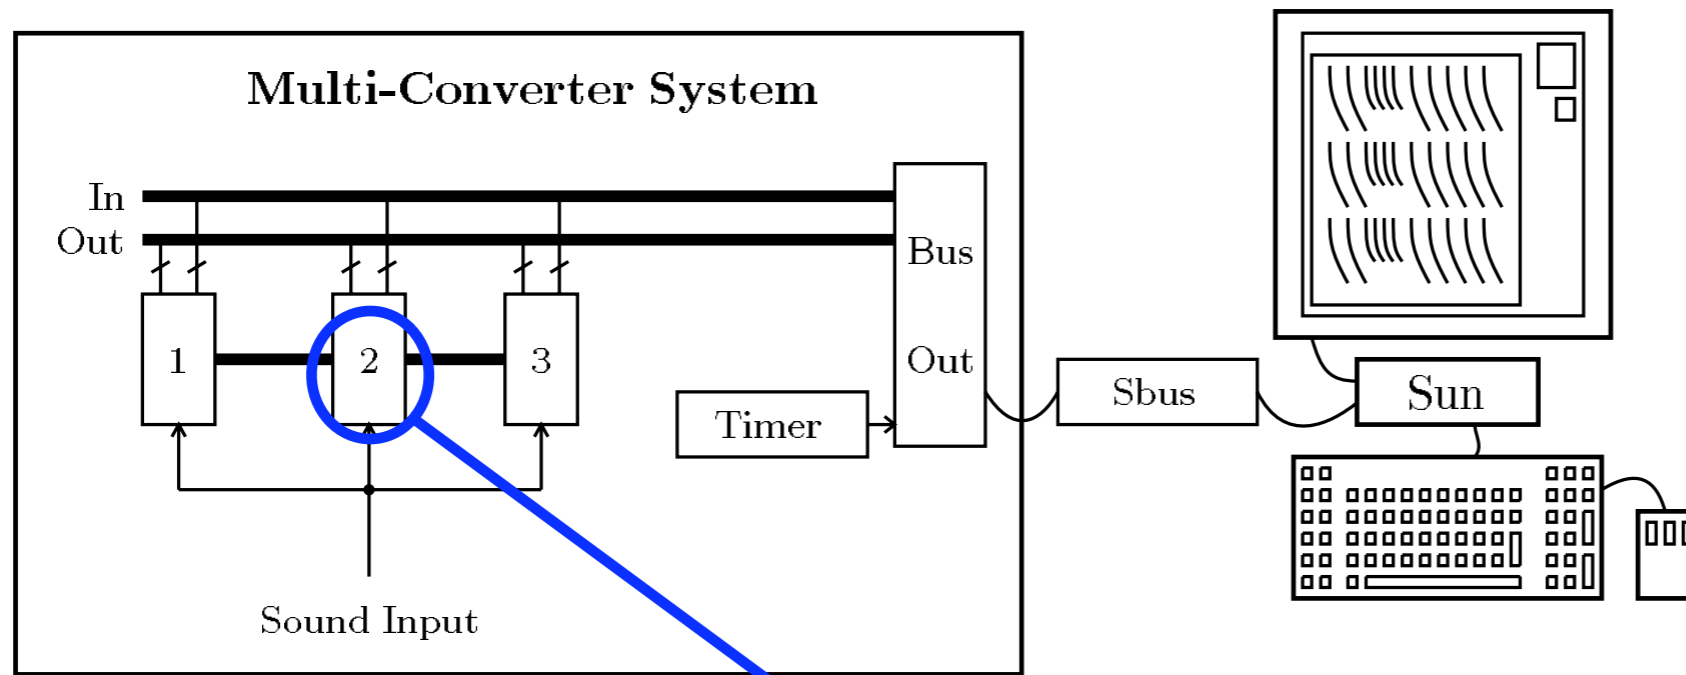 Multi-Converter System
In
Out
Bus
Out
1
2
3
Timer
Sbus
Sun
Sound Input